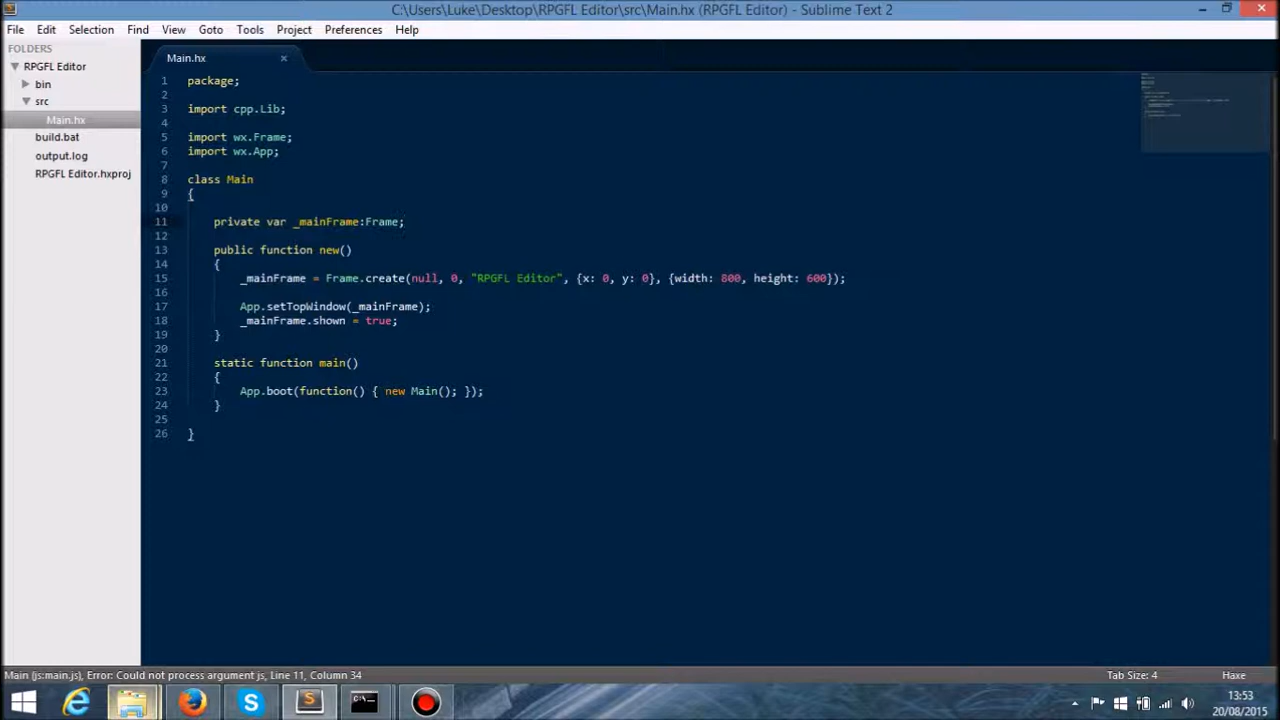 C:\Users\Luke\Desktop\RPGFL Editor\src\Main.hx (RPGFL Editor) - Sublime Text 2
File Edit Selection Find View Goto Tools Project Preferences Help
FOLDERS
RPGFL Editor
bin
src
Main.hx
build.bat
output.log
RPGFL Editor.hxproj
Main.hx
1 package;
2
3 import cpp.Lib;
4
5 import wx.Frame;
6 import wx.App;
7
8 class Main
9 {
10
11 private var _mainFrame:Frame;
12
13 public function new()
14 {
15 _mainFrame = Frame.create(null, 0, "RPGFL Editor", {x: 0, y: 0}, {width: 800, height: 600});
16
17 App.setTopWindow(_mainFrame);
18 _mainFrame.shown = true;
19 }
20
21 static function main()
22 {
23 App.boot(function() { new Main(); });
24 }
25
26 }
Main (js:main.js), Error: Could not process argument js, Line 11, Column 34
Tab Size: 4
Haxe
13:53
20/08/2015